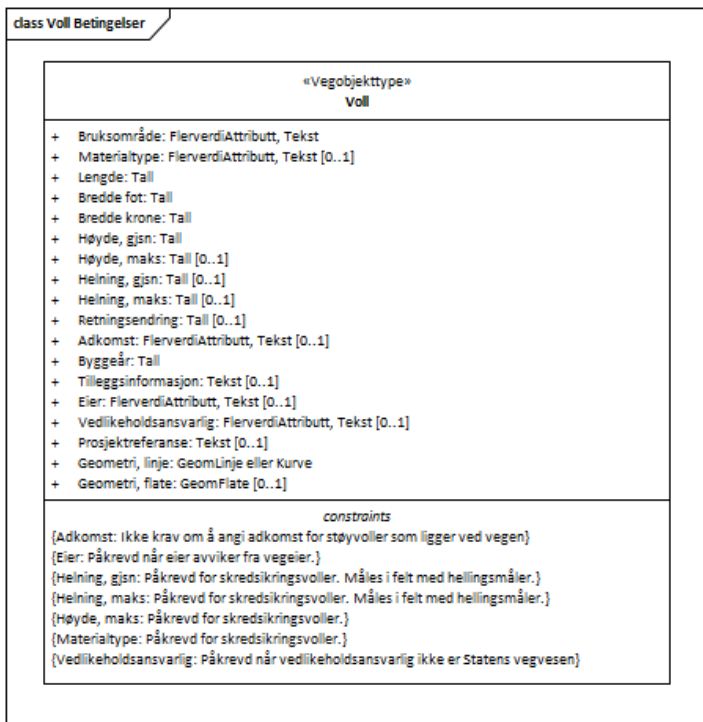 class Voll Betingelser
«Vegobjekttype»
Voll
+ Bruksområde: FlerverdiAttributt, Tekst
+ Materialtype: FlerverdiAttributt, Tekst [0..1]
+ Lengde: Tall
+ Bredde fot: Tall
+ Bredde krone: Tall
+ Høyde, gjsn: Tall
+ Høyde, maks: Tall [0..1]
+ Helning, gjsn: Tall [0..1]
+ Helning, maks: Tall [0..1]
+ Retningsendring: Tall [0..1]
+ Adkomst: FlerverdiAttributt, Tekst [0..1]
+ Byggeår: Tall
+ Tilleggsinformasjon: Tekst [0..1]
+ Eier: FlerverdiAttributt, Tekst [0..1]
+ Vedlikeholdsansvarlig: FlerverdiAttributt, Tekst [0..1]
+ Prosjektreferanse: Tekst [0..1]
+ Geometri, linje: GeomLinje eller Kurve
+ Geometri, flate: GeomFlate [0..1]
constraints
{Adkomst: Ikke krav om å angi adkomst for støyvoller som ligger ved vegen}
{Eier: Påkrevd når eier avviker fra vegeier.}
{Helning, gjsn: Påkrevd for skredsikringsvoller. Måles i felt med hellingsmåler.}
{Helning, maks: Påkrevd for skredsikringsvoller. Måles i felt med hellingsmåler.}
{Høyde, maks: Påkrevd for skredsikringsvoller.}
{Materialtype: Påkrevd for skredsikringsvoller.}
{Vedlikeholdsansvarlig: Påkrevd når vedlikeholdsansvarlig ikke er Statens vegvesen}